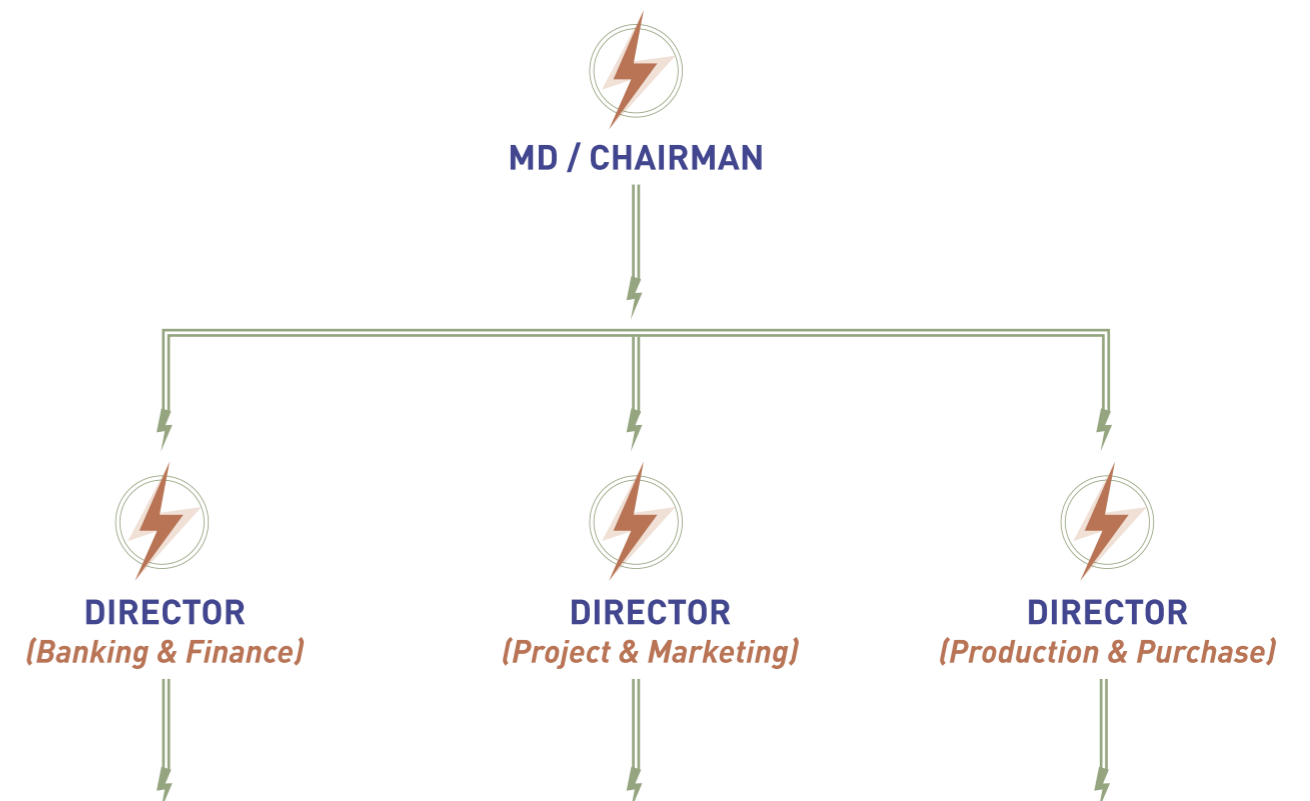 MD / CHAIRMAN
DIRECTOR
(Banking & Finance)
DIRECTOR
(Project & Marketing)
DIRECTOR
(Production & Purchase)